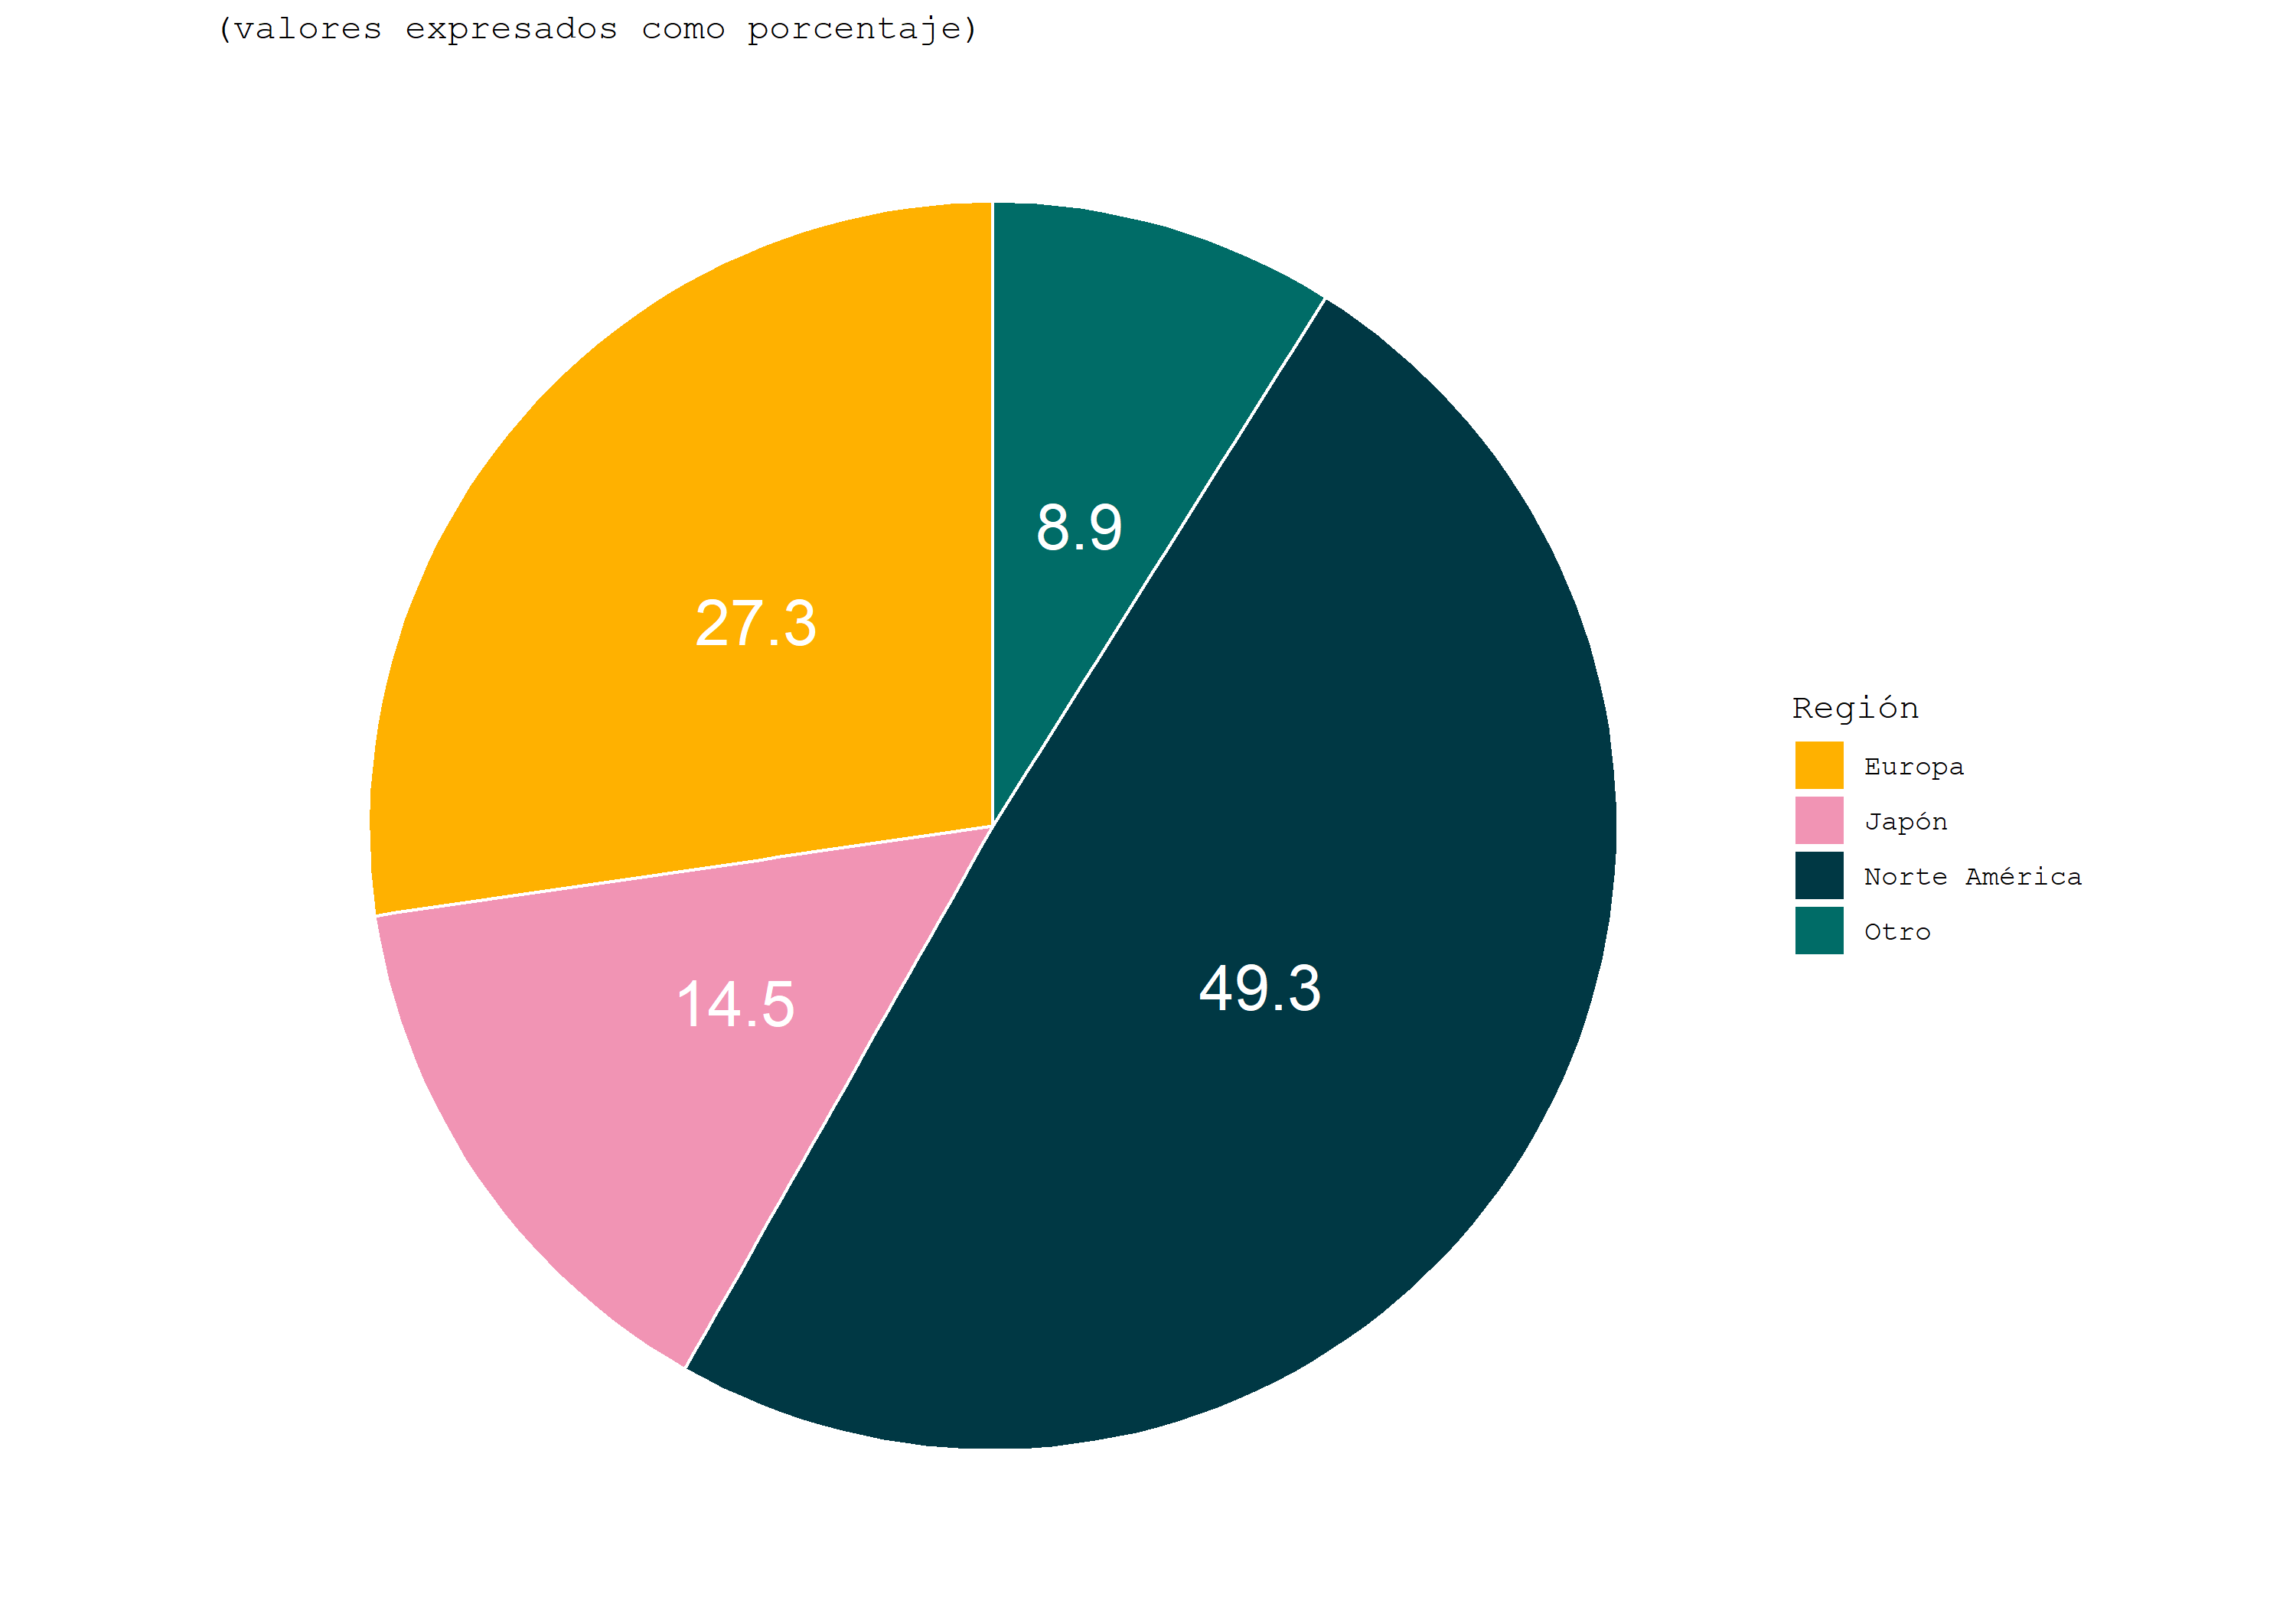 (valores expresados como porcentaje)
8.9
27.3
49.3
14.5
Región
Europa
Japón
Norte América
Otro